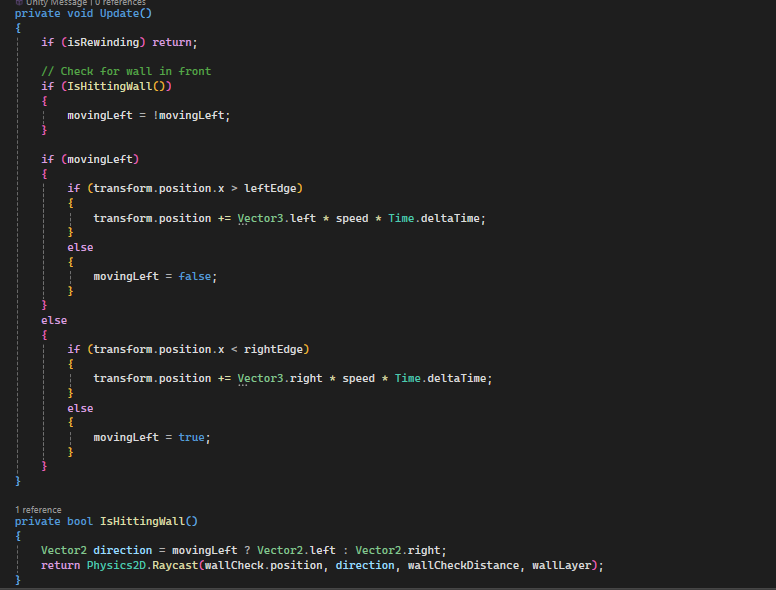 Unity Message | 0 references
private void Update()
{
if (isRewinding) return;
// Check for wall in front
if (IsHittingWall())
{
movingLeft = !movingLeft;
}
if (movingLeft)
{
if (transform.position.x > leftEdge)
{
transform.position += Vector3.left * speed * Time.deltaTime;
}
else
{
movingLeft = false;
}
}
else
{
if (transform.position.x < rightEdge)
{
transform.position += Vector3.right * speed * Time.deltaTime;
}
else
{
movingLeft = true;
}
}
}
1 reference
private bool IsHittingWall()
{
Vector2 direction = movingLeft ? Vector2.left : Vector2.right;
return Physics2D.Raycast(wallCheck.position, direction, wallCheckDistance, wallLayer);
}